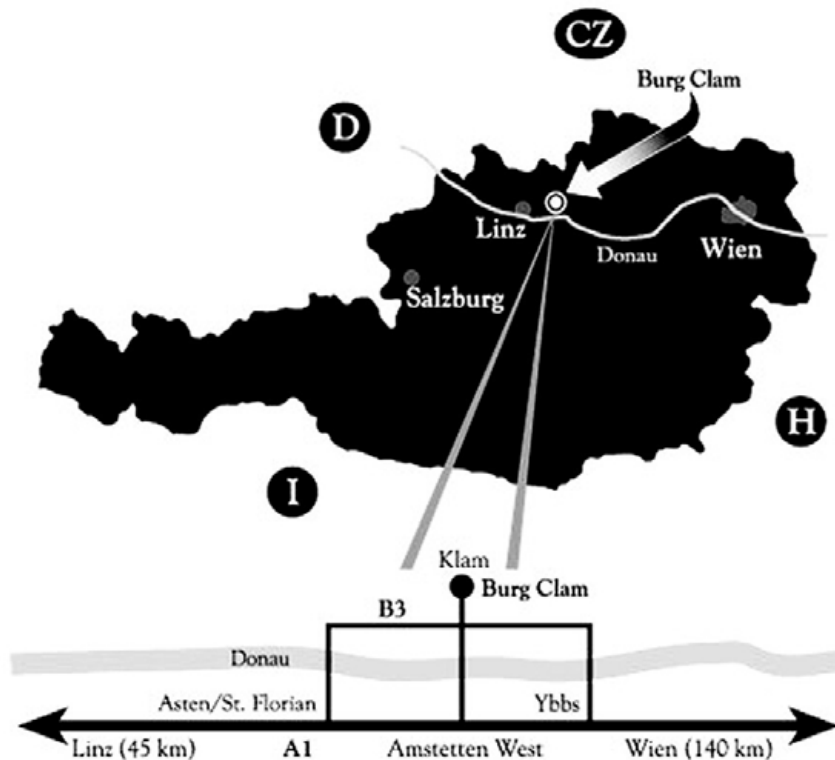 CZ
Burg Clam
D
Linz
Donau
Wien
Salzburg
H
I
Klam
Burg Clam
B3
Donau
Asten/St. Florian
Ybbs
Linz (45 km)
A1
Amstetten West
Wien (140 km)